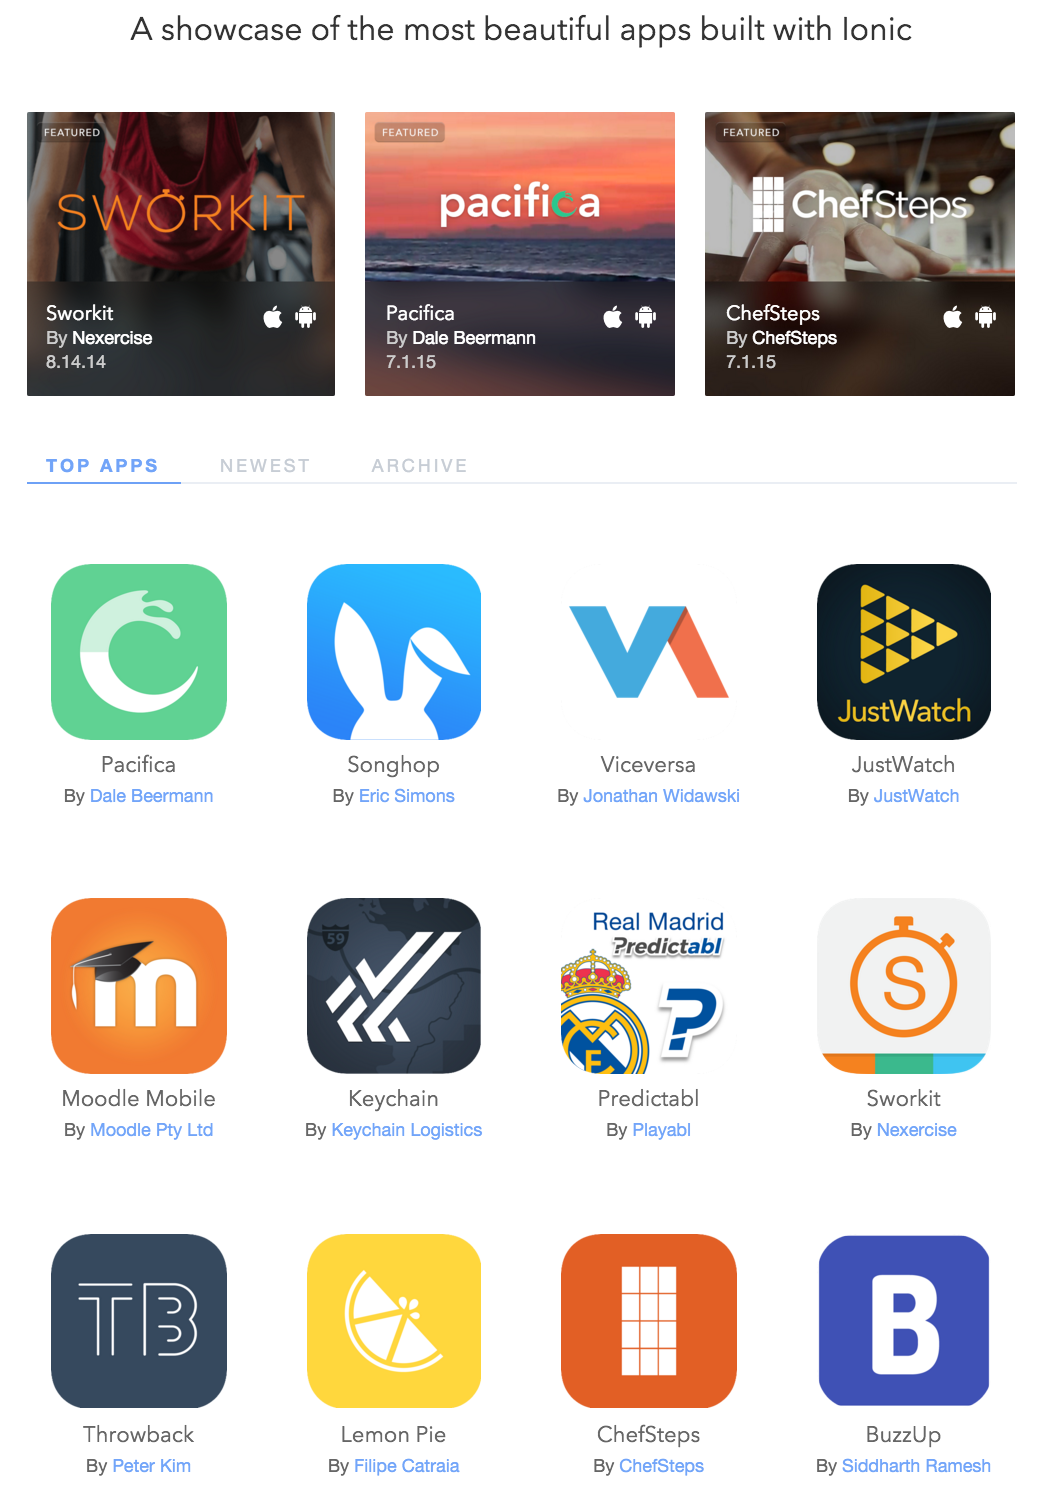 A showcase of the most beautiful apps built with Ionic
FEATURED
SWORKIT
Sworkit
By Nexercise
8.14.14
FEATURED
pacifica
Pacifica
By Dale Beermann
7.1.15
FEATURED
ChefSteps
ChefSteps
By ChefSteps
7.1.15
TOP APPS
NEWEST
ARCHIVE
Pacifica
By Dale Beermann
Songhop
By Eric Simons
VA
Viceversa
By Jonathan Widawski
JustWatch
JustWatch
By JustWatch
m
Moodle Mobile
By Moodle Pty Ltd
59
Keychain
By Keychain Logistics
Real Madrid
Predictabl
?
Predictabl
By Playabl
S
Sworkit
By Nexercise
TB
Throwback
By Peter Kim
Lemon Pie
By Filipe Catraia
ChefSteps
By ChefSteps
B
BuzzUp
By Siddharth Ramesh